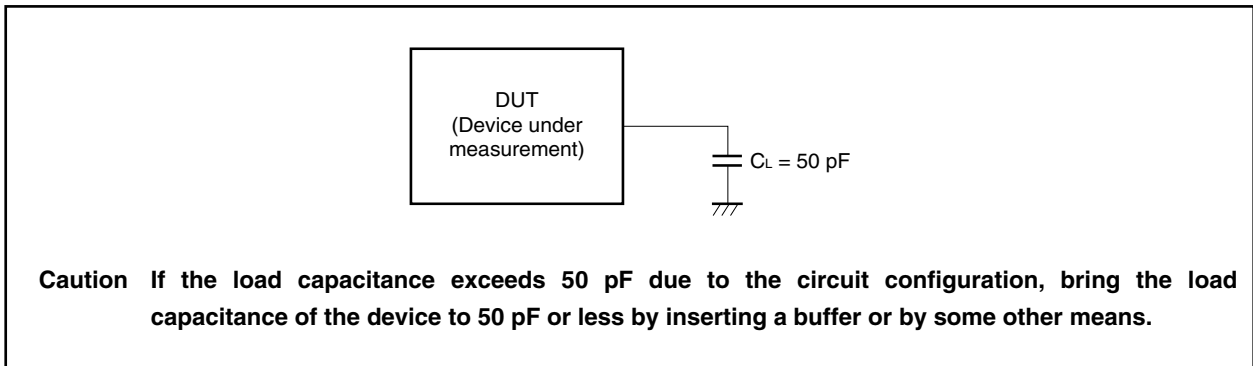 DUT
(Device under
measurement)
CL = 50 pF
Caution If the load capacitance exceeds 50 pF due to the circuit configuration, bring the load
capacitance of the device to 50 pF or less by inserting a buffer or by some other means.